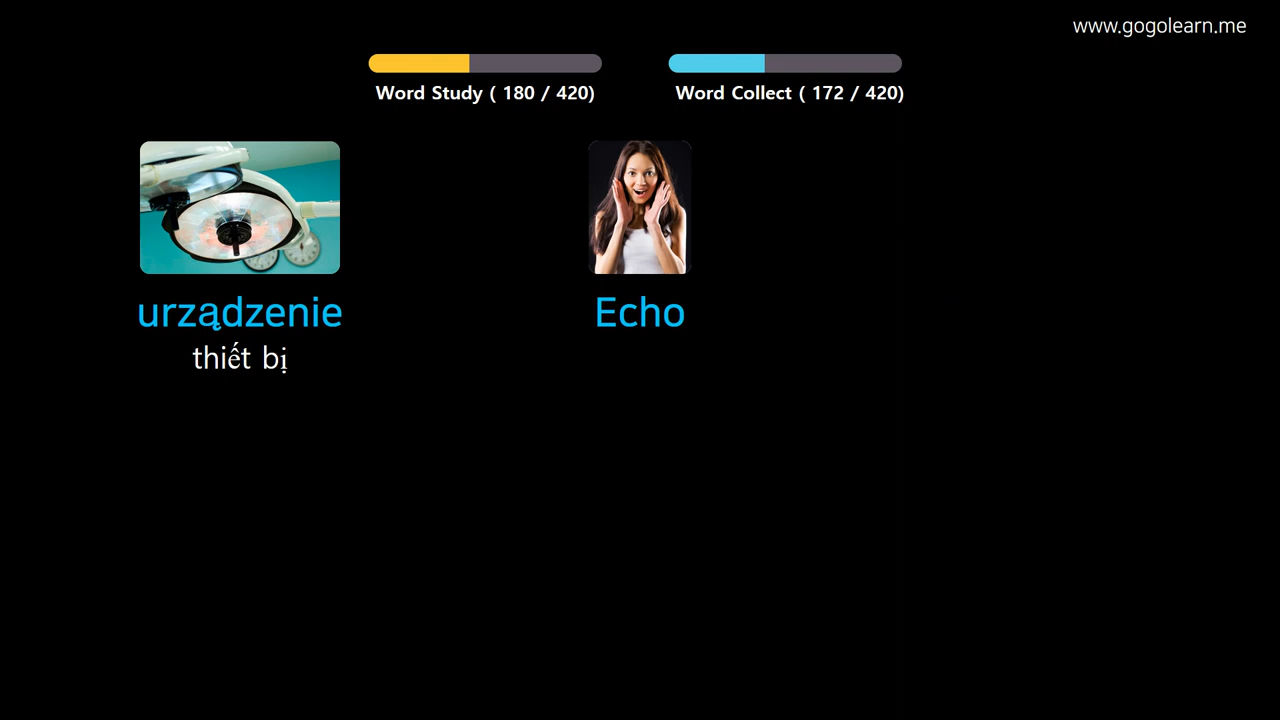 www.gogolearn.me
Word Study ( 180 / 420)
Word Collect ( 172 / 420)
urządzenie
thiết bị
Echo